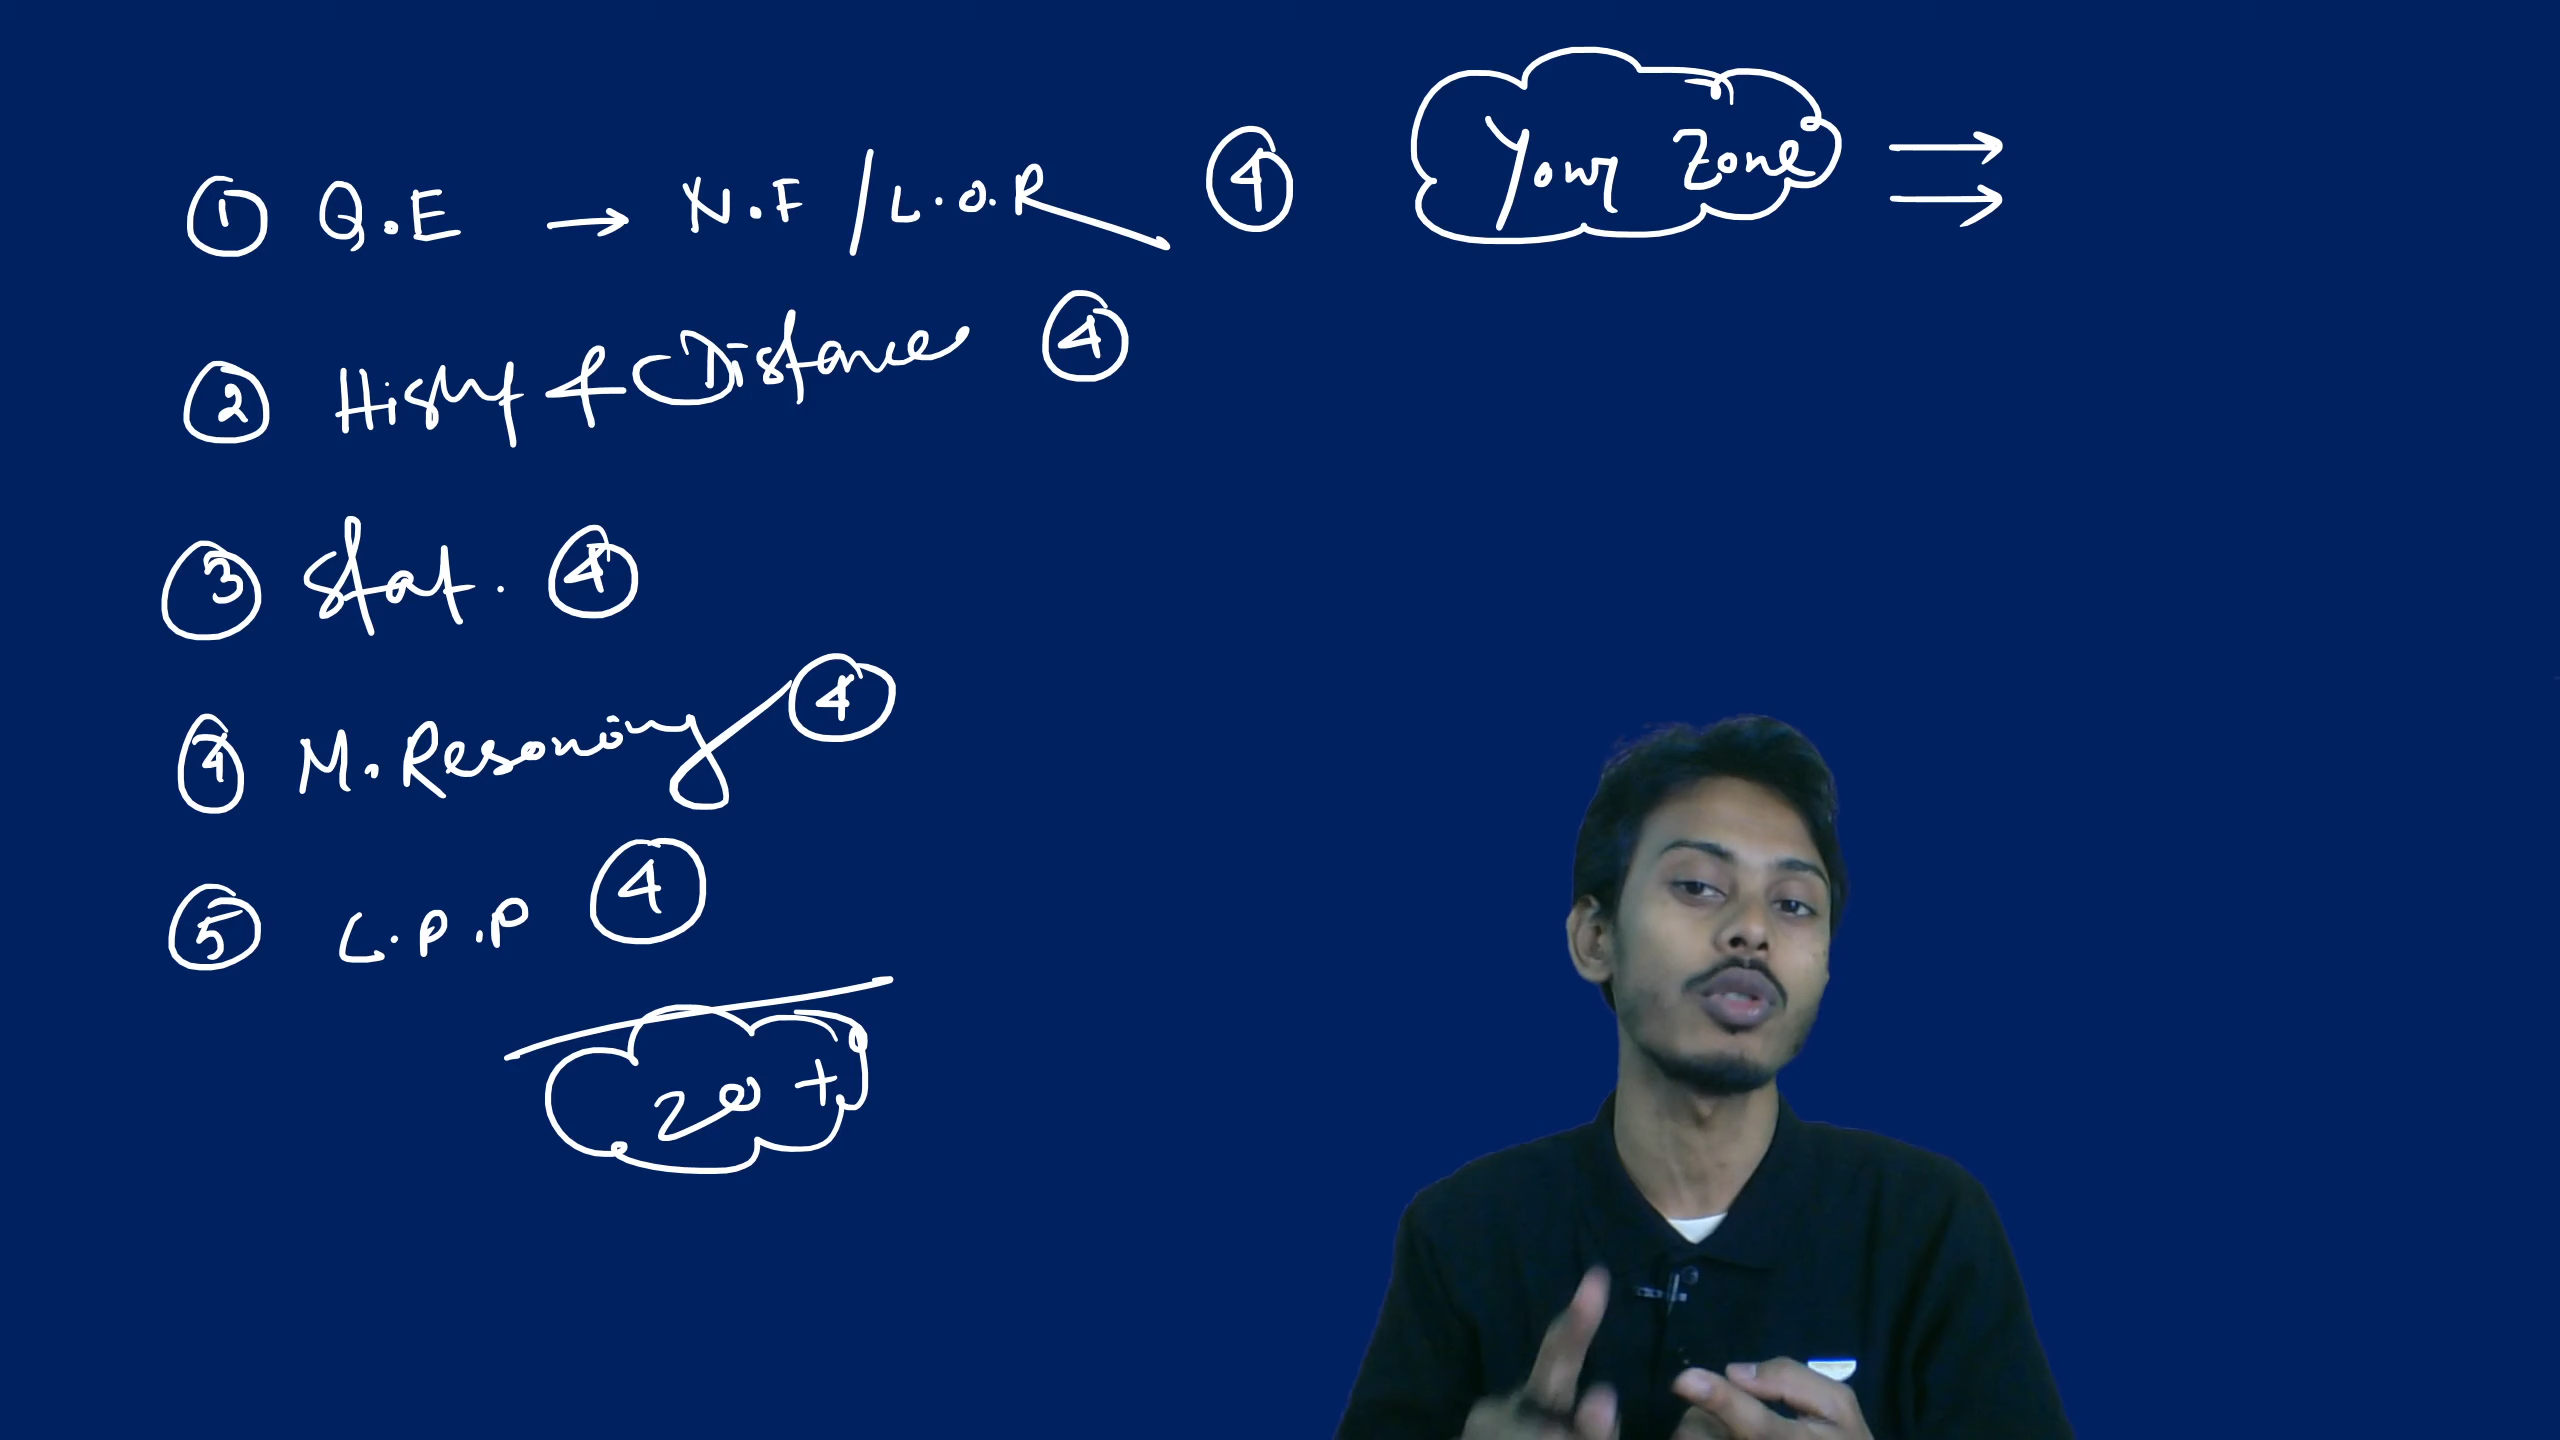 ① Q.E → N.F / L.O.R ④
Your Zone ⇒
② Hight & Distance ④
③ Stat. ④
④ M. Resoning ④
⑤ L.P.P ④
20 +